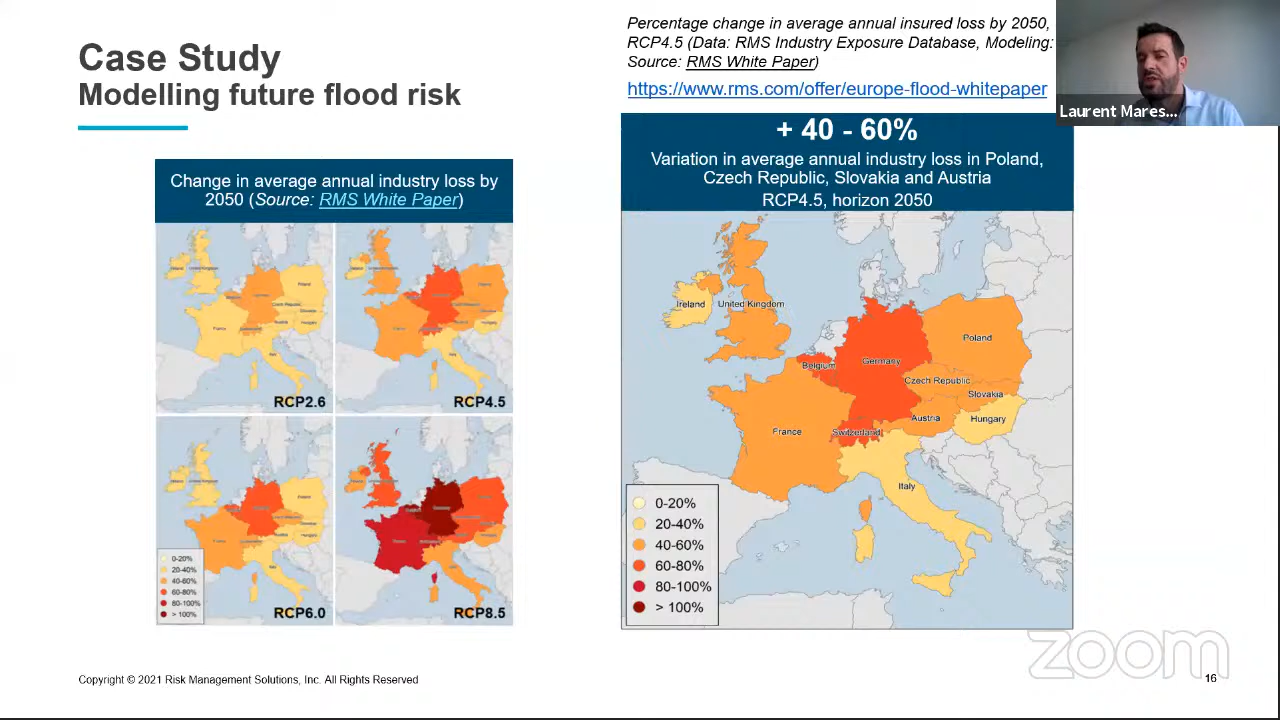 Case Study
Modelling future flood risk
Percentage change in average annual insured loss by 2050,
RCP4.5 (Data: RMS Industry Exposure Database, Modeling:
Source: RMS White Paper)
https://www.rms.com/offer/europe-flood-whitepaper
Laurent Mares...
Change in average annual industry loss by
2050 (Source: RMS White Paper)
RCP2.6
RCP4.5
RCP6.0
RCP8.5
0-20%
20-40%
40-60%
60-80%
80-100%
> 100%
+ 40 - 60%
Variation in average annual industry loss in Poland,
Czech Republic, Slovakia and Austria
RCP4.5, horizon 2050
Ireland
United Kingdom
Poland
Belgium
Germany
Czech Republic
Slovakia
Austria
Hungary
France
Switzerland
Italy
0-20%
20-40%
40-60%
60-80%
80-100%
> 100%
zoom
Copyright © 2021 Risk Management Solutions, Inc. All Rights Reserved
16